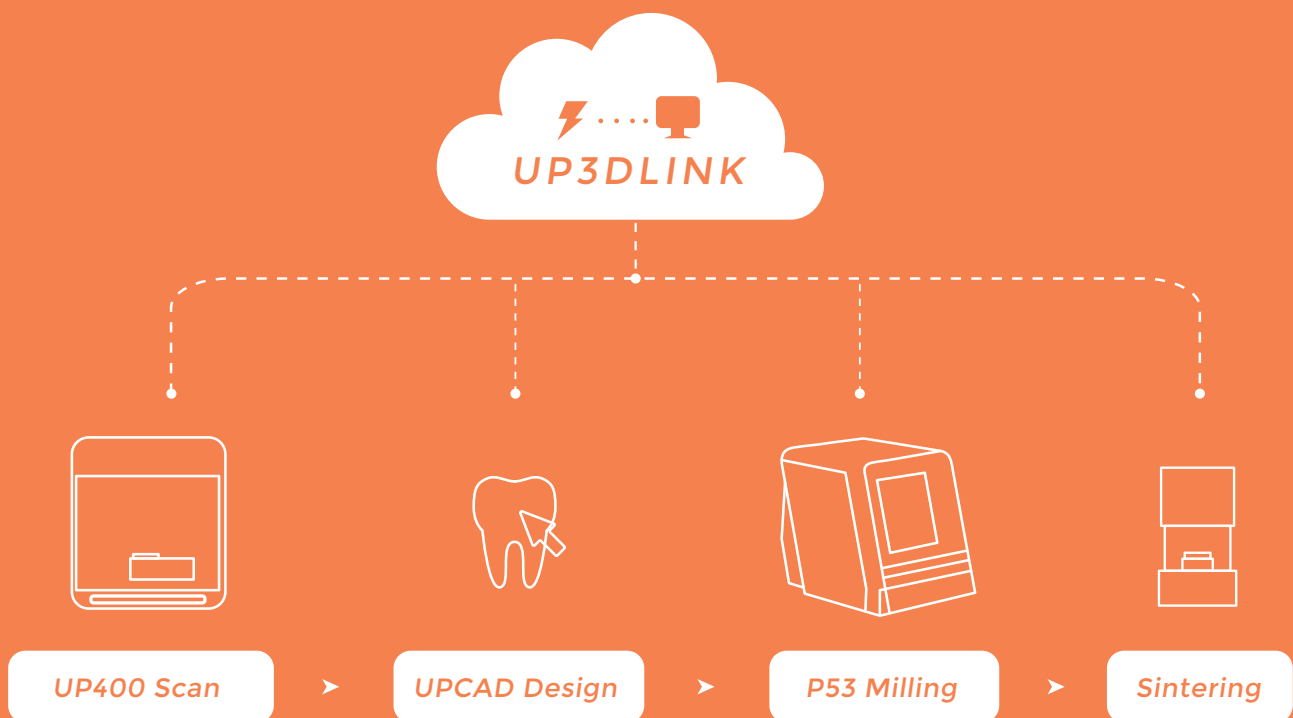 UP3DLINK
UP400 Scan
UPCAD Design
P53 Milling
Sintering